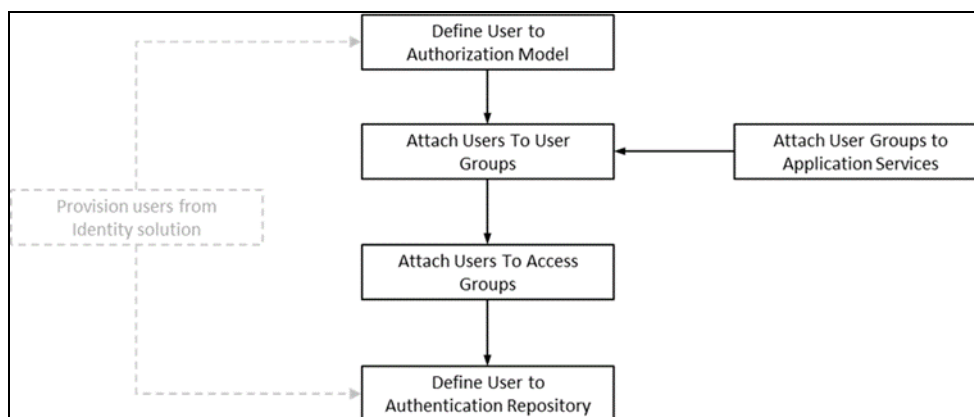 Define User to
Authorization Model
Attach Users To User
Groups
Attach User Groups to
Application Services
Provision users from
Identity solution
Attach Users To Access
Groups
Define User to
Authentication Repository